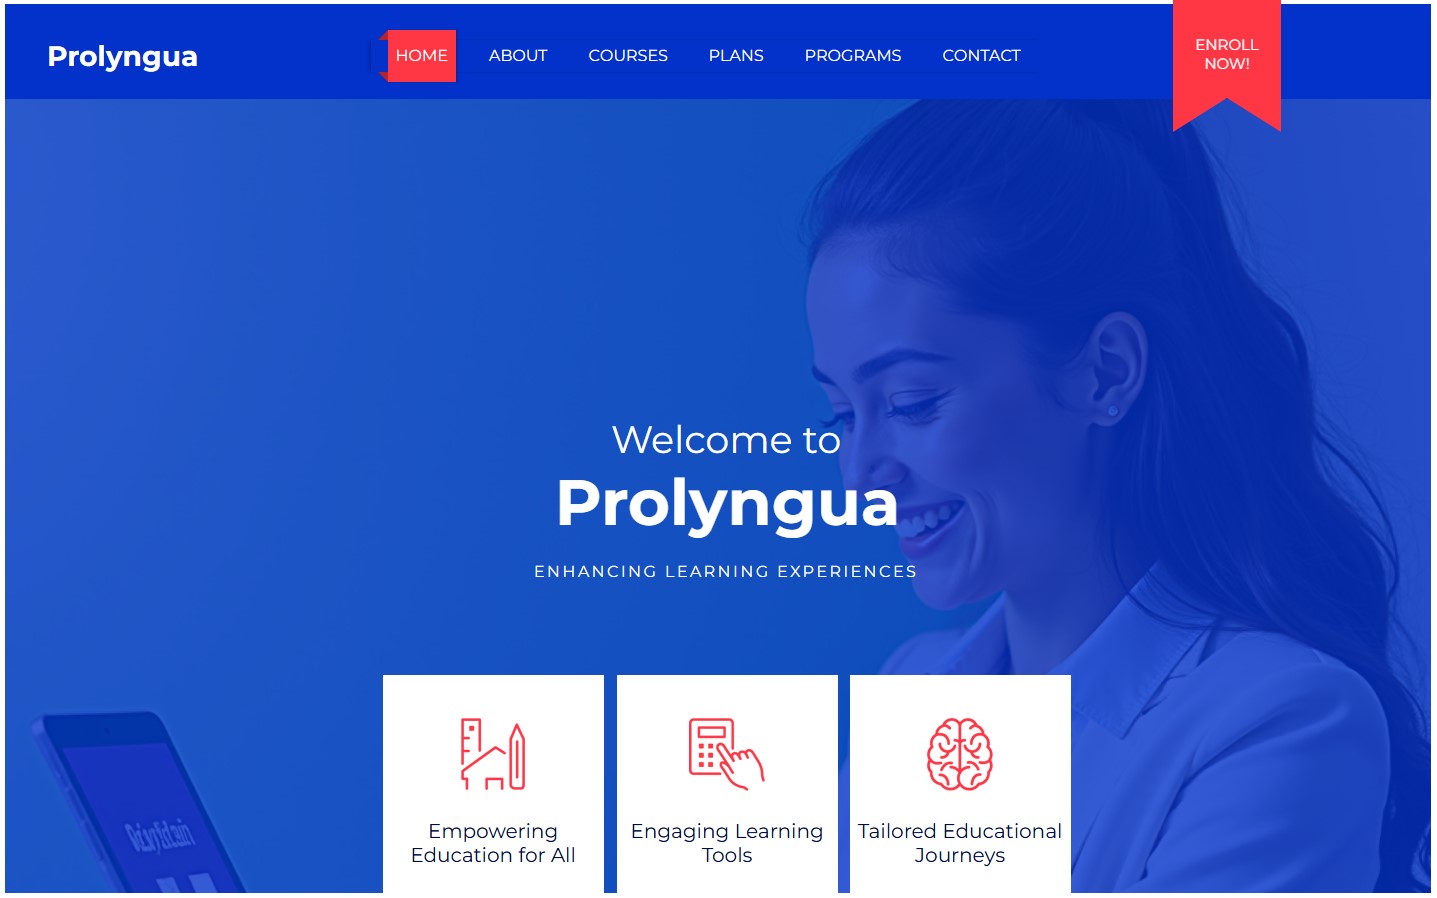 Prolyngua
HOME ABOUT COURSES PLANS PROGRAMS CONTACT
ENROLL
NOW!
Welcome to
Prolyngua
ENHANCING LEARNING EXPERIENCES
Empowering
Education for All
Engaging Learning
Tools
Tailored Educational
Journeys